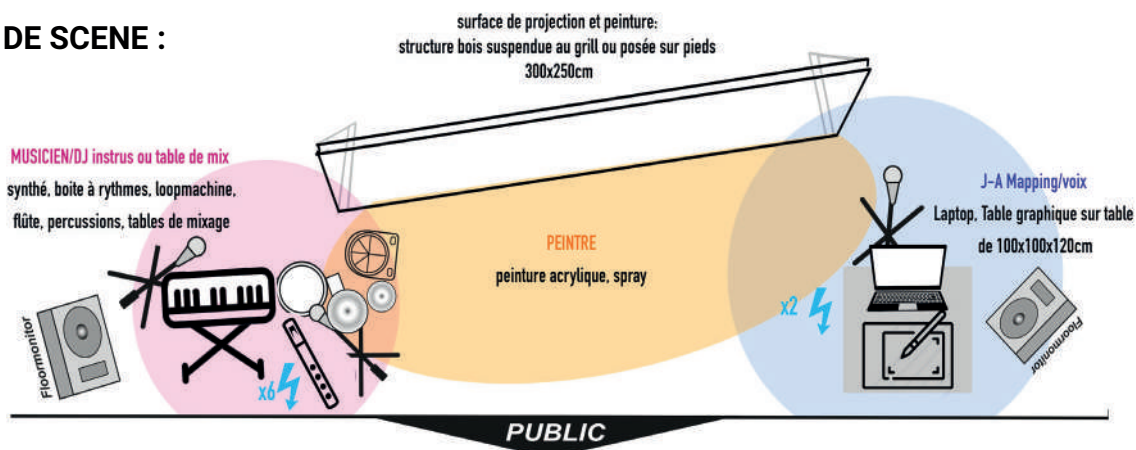 DE SCENE :
surface de projection et peinture:
structure bois suspendue au grill ou posée sur pieds
300x250cm
MUSICIEN/DJ instrus ou table de mix
synthé, boite à rythmes, loopmachine,
flûte, percussions, tables de mixage
Floormonitor
x6
PEINTRE
peinture acrylique, spray
J-A Mapping/voix
Laptop, Table graphique sur table
de 100x100x120cm
x2
Floormonitor
PUBLIC